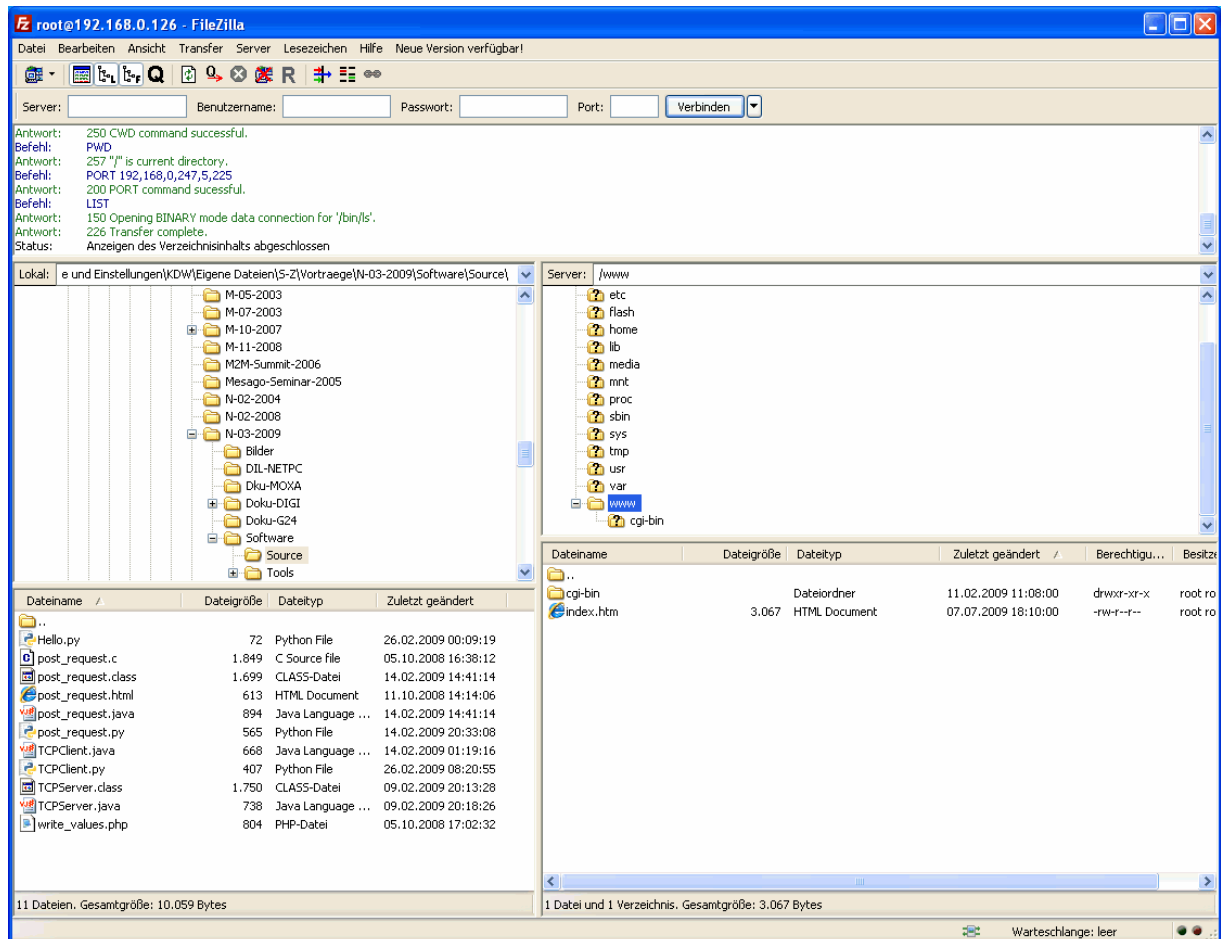 root@192.168.0.126 - FileZilla
Datei Bearbeiten Ansicht Transfer Server Lesezeichen Hilfe Neue Version verfügbar!
Server: Benutzername: Passwort: Port: Verbinden
Antwort: 250 CWD command successful.
Befehl: PWD
Antwort: 257 "/" is current directory.
Befehl: PORT 192,168,0,247,5,225
Antwort: 200 PORT command sucessful.
Befehl: LIST
Antwort: 150 Opening BINARY mode data connection for '/bin/ls'.
Antwort: 226 Transfer complete.
Status: Anzeigen des Verzeichnisinhalts abgeschlossen
Lokal: e und Einstellungen\KDW\Eigene Dateien\S-Z\Vortraege\N-03-2009\Software\Source\
M-05-2003
M-07-2003
M-10-2007
M-11-2008
M2M-Summit-2006
Mesago-Seminar-2005
N-02-2004
N-02-2008
N-03-2009
Bilder
DIL-NETPC
Dku-MOXA
Doku-DIGI
Doku-G24
Software
Source
Tools
Dateiname Dateigröße Dateityp Zuletzt geändert
..
Hello.py 72 Python File 26.02.2009 00:09:19
post_request.c 1.849 C Source file 05.10.2008 16:38:12
post_request.class 1.699 CLASS-Datei 14.02.2009 14:41:14
post_request.html 613 HTML Document 11.10.2008 14:14:06
post_request.java 894 Java Language ... 14.02.2009 14:41:14
post_request.py 565 Python File 14.02.2009 20:33:08
TCPClient.java 668 Java Language ... 14.02.2009 01:19:16
TCPClient.py 407 Python File 26.02.2009 08:20:55
TCPServer.class 1.750 CLASS-Datei 09.02.2009 20:13:28
TCPServer.java 738 Java Language ... 09.02.2009 20:18:26
write_values.php 804 PHP-Datei 05.10.2008 17:02:32
11 Dateien. Gesamtgröße: 10.059 Bytes
Server: /www
etc
flash
home
lib
media
mnt
proc
sbin
sys
tmp
usr
var
www
cgi-bin
Dateiname Dateigröße Dateityp Zuletzt geändert Berechtigu... Besitze
..
cgi-bin Dateiordner 11.02.2009 11:08:00 drwxr-xr-x root ro
index.htm 3.067 HTML Document 07.07.2009 18:10:00 -rw-r--r-- root ro
1 Datei und 1 Verzeichnis. Gesamtgröße: 3.067 Bytes
Warteschlange: leer